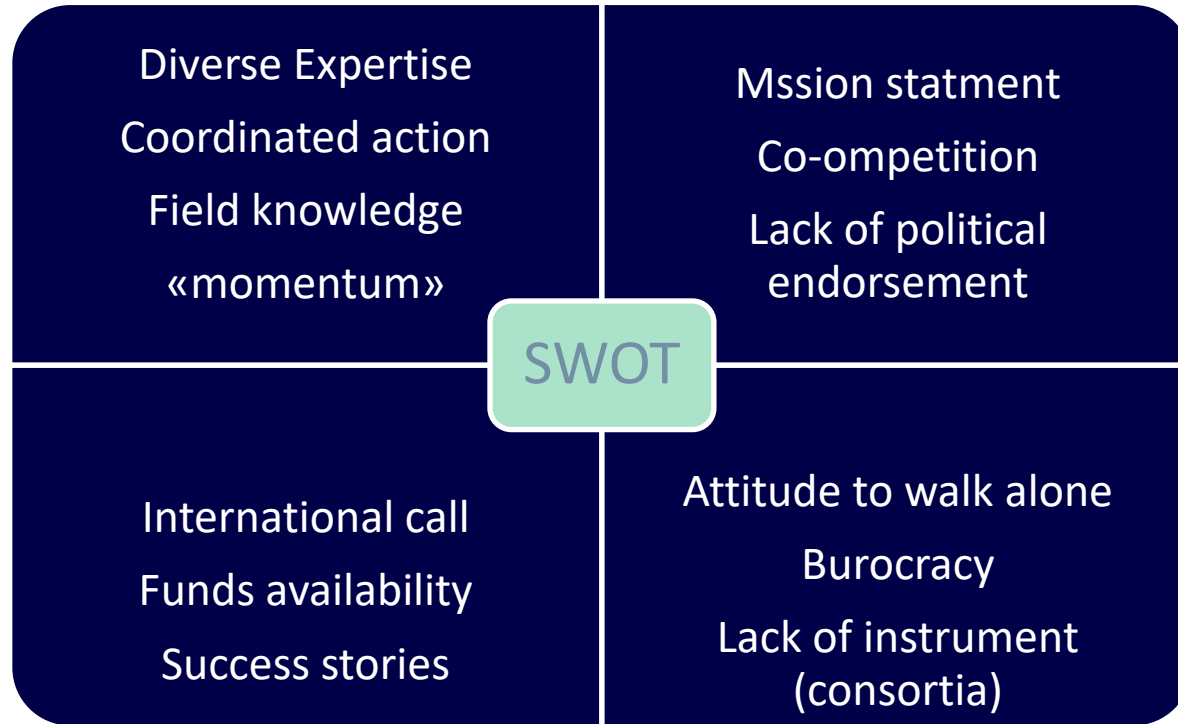 Diverse Expertise
Coordinated action
Field knowledge
«momentum»
Mssion statment
Co-ompetition
Lack of political
endorsement
SWOT
International call
Funds availability
Success stories
Attitude to walk alone
Burocracy
Lack of instrument
(consortia)